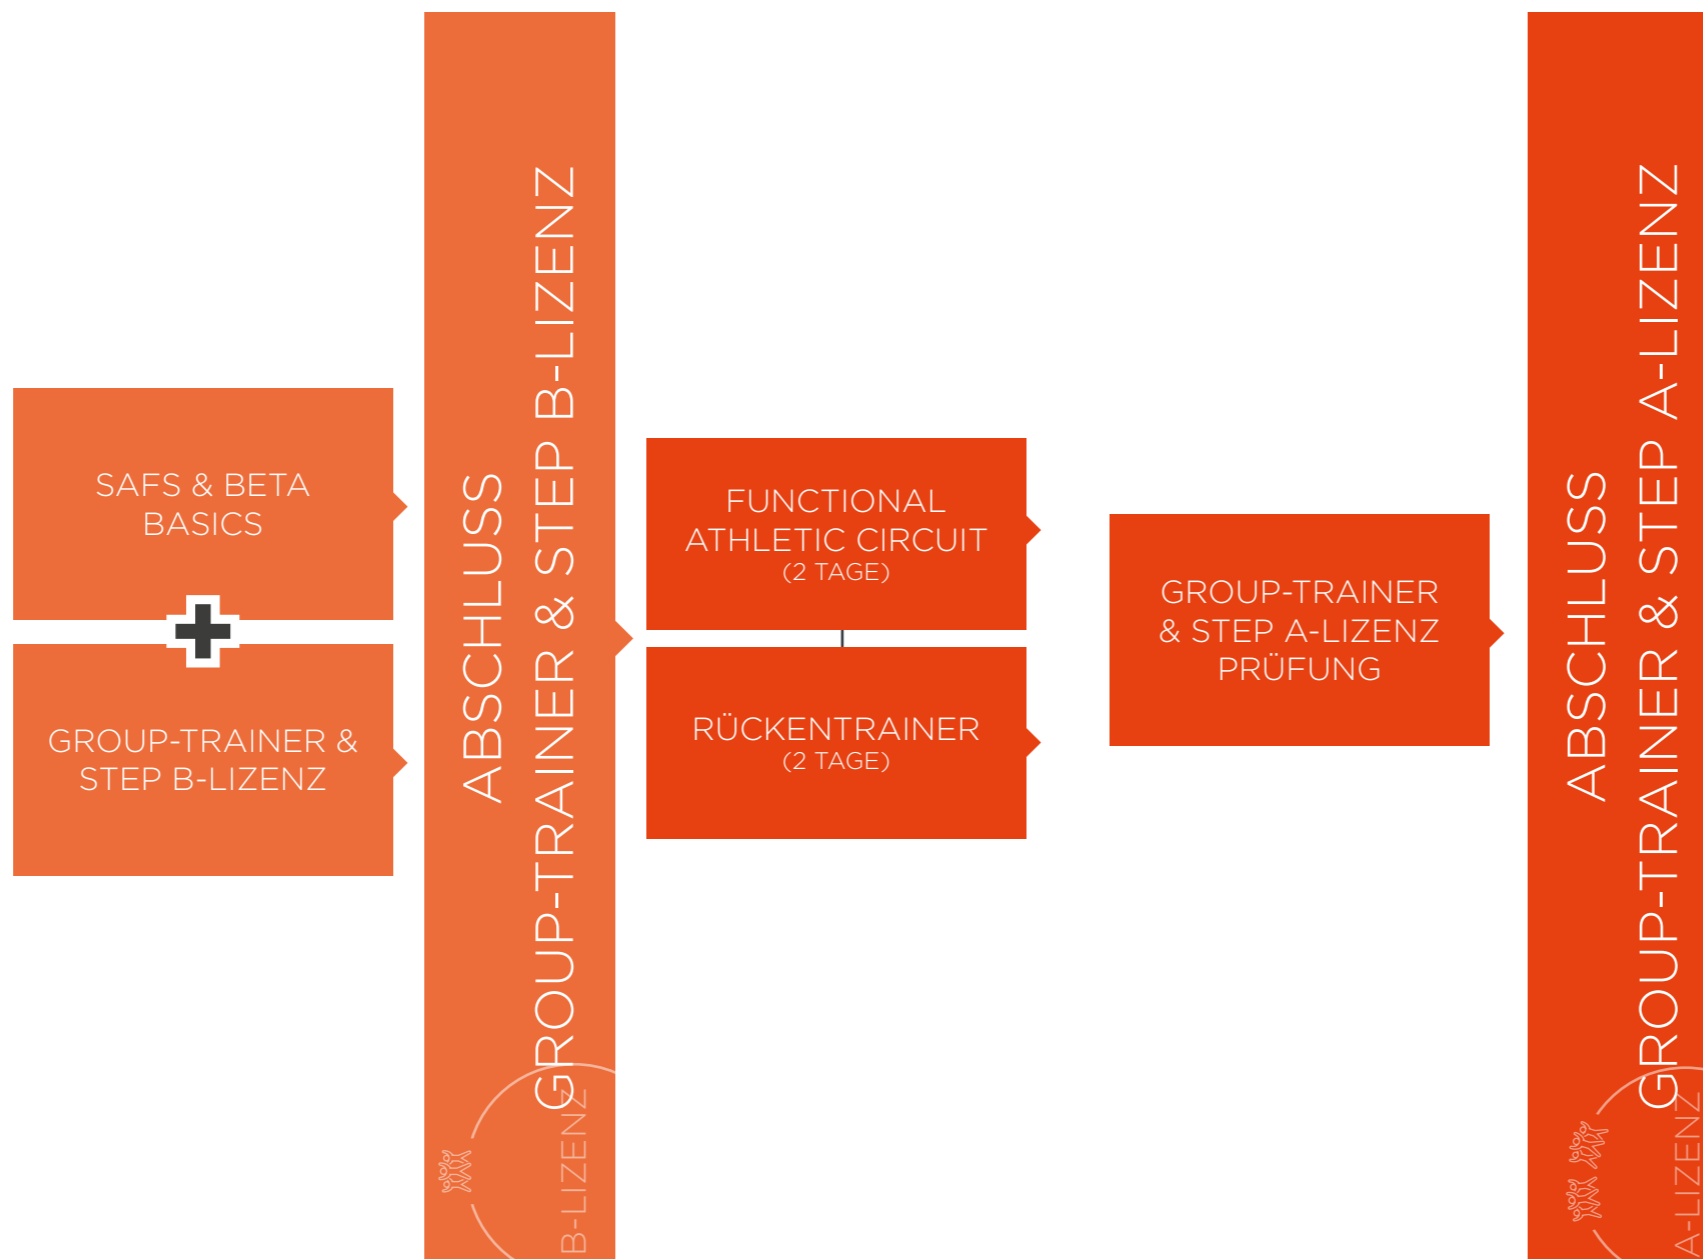 SAFS & BETA
BASICS
GROUP-TRAINER &
STEP B-LIZENZ
ABSCHLUSS
GROUP-TRAINER & STEP B-LIZENZ
B-LIZENZ
FUNCTIONAL
ATHLETIC CIRCUIT
(2 TAGE)
RÜCKENTRAINER
(2 TAGE)
GROUP-TRAINER
& STEP A-LIZENZ
PRÜFUNG
ABSCHLUSS
GROUP-TRAINER & STEP A-LIZENZ
A-LIZENZ